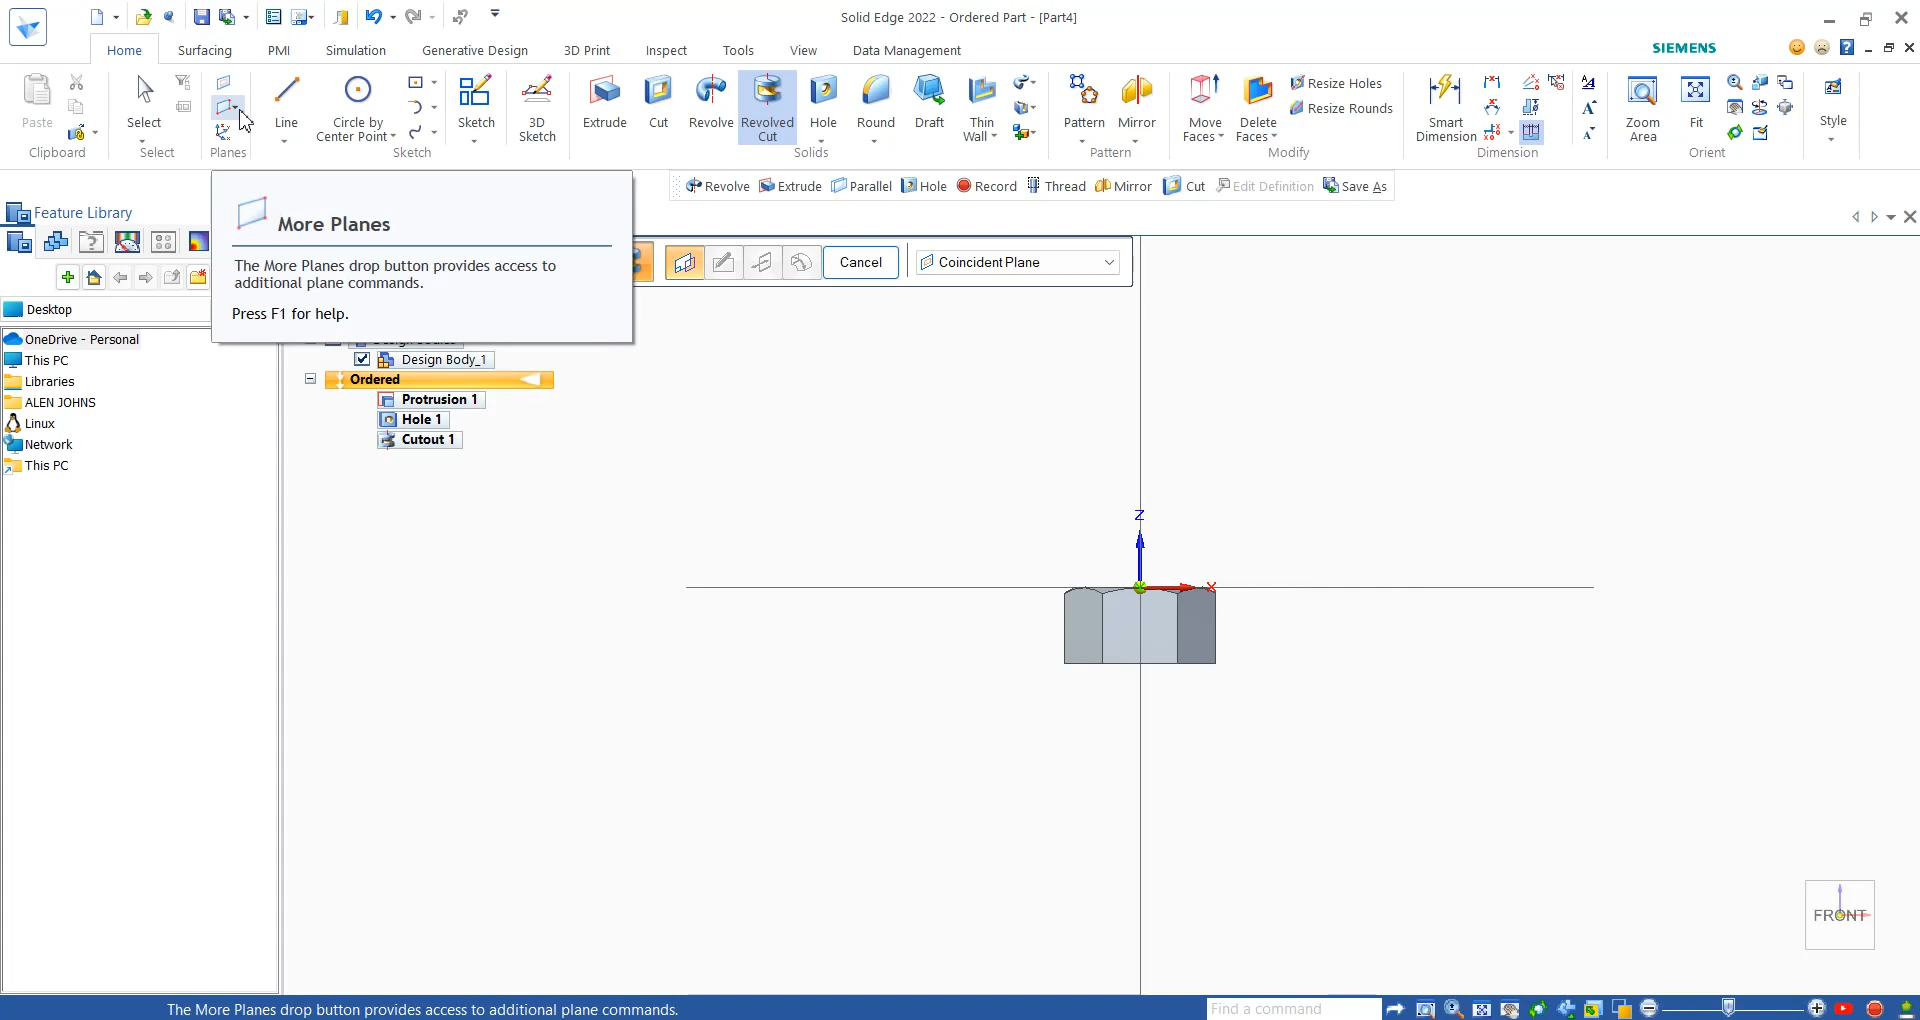 Solid Edge 2022 - Ordered Part - [Part4]
Home
Surfacing
PMI
Simulation
Generative Design
3D Print
Inspect
Tools
View
Data Management
SIEMENS
Paste
Clipboard
Select
Select
Planes
Line
Circle by
Center Point
Sketch
Sketch
3D
Sketch
Extrude
Cut
Revolve
Revolved
Cut
Hole
Round
Draft
Thin
Wall
Solids
Pattern
Mirror
Pattern
Move
Faces
Delete
Faces
Resize Holes
Resize Rounds
Modify
Smart
Dimension
Dimension
Zoom
Area
Fit
Orient
Style
Revolve
Extrude
Parallel
Hole
Record
Thread
Mirror
Cut
Edit Definition
Save As
Feature Library
More Planes
The More Planes drop button provides access to
additional plane commands.
Press F1 for help.
Cancel
Coincident Plane
Desktop
OneDrive - Personal
This PC
Libraries
ALEN JOHNS
Linux
Network
This PC
Design Body_1
Ordered
Protrusion 1
Hole 1
Cutout 1
Z
X
FRONT
The More Planes drop button provides access to additional plane commands.
Find a command